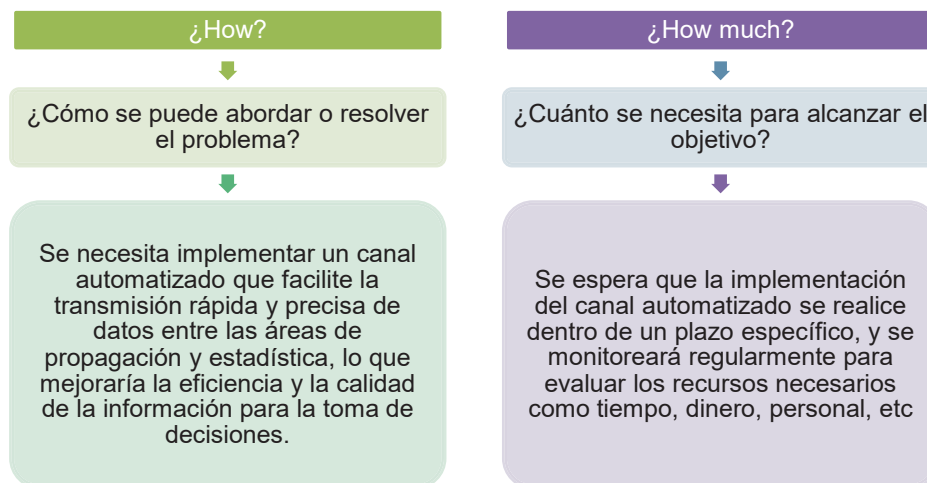 ¿How?
¿Cómo se puede abordar o resolver
el problema?
Se necesita implementar un canal
automatizado que facilite la
transmisión rápida y precisa de
datos entre las áreas de
propagación y estadística, lo que
mejoraría la eficiencia y la calidad
de la información para la toma de
decisiones.
¿How much?
¿Cuánto se necesita para alcanzar el
objetivo?
Se espera que la implementación
del canal automatizado se realice
dentro de un plazo específico, y se
monitoreará regularmente para
evaluar los recursos necesarios
como tiempo, dinero, personal, etc